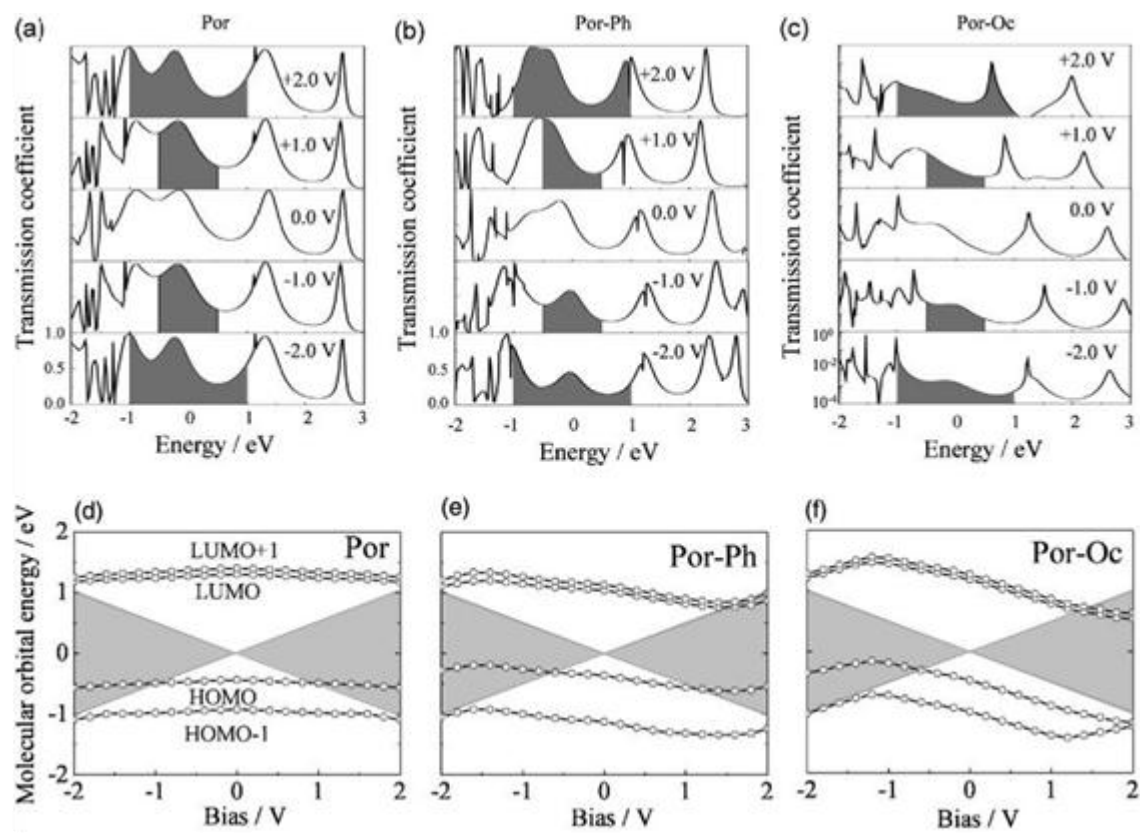 (a) Por
(b) Por-Ph
(c) Por-Oc
Transmission coefficient
+2.0 V
+1.0 V
0.0 V
-1.0 V
-2.0 V
1.0
0.5
0.0
-2 -1 0 1 2 3
Energy / eV
Transmission coefficient
+2.0 V
+1.0 V
0.0 V
-1.0 V
-2.0 V
1.0
0.5
0.0
-2 -1 0 1 2 3
Energy / eV
Transmission coefficient
+2.0 V
+1.0 V
0.0 V
-1.0 V
-2.0 V
10⁰
10⁻²
10⁻⁴
-2 -1 0 1 2 3
Energy / eV
(d) Por
Molecular orbital energy / eV
2
1
0
-1
-2
LUMO+1
LUMO
HOMO
HOMO-1
-2 -1 0 1 2
Bias / V
(e)
Por-Ph
-2 -1 0 1 2
Bias / V
(f)
Por-Oc
-2 -1 0 1 2
Bias / V